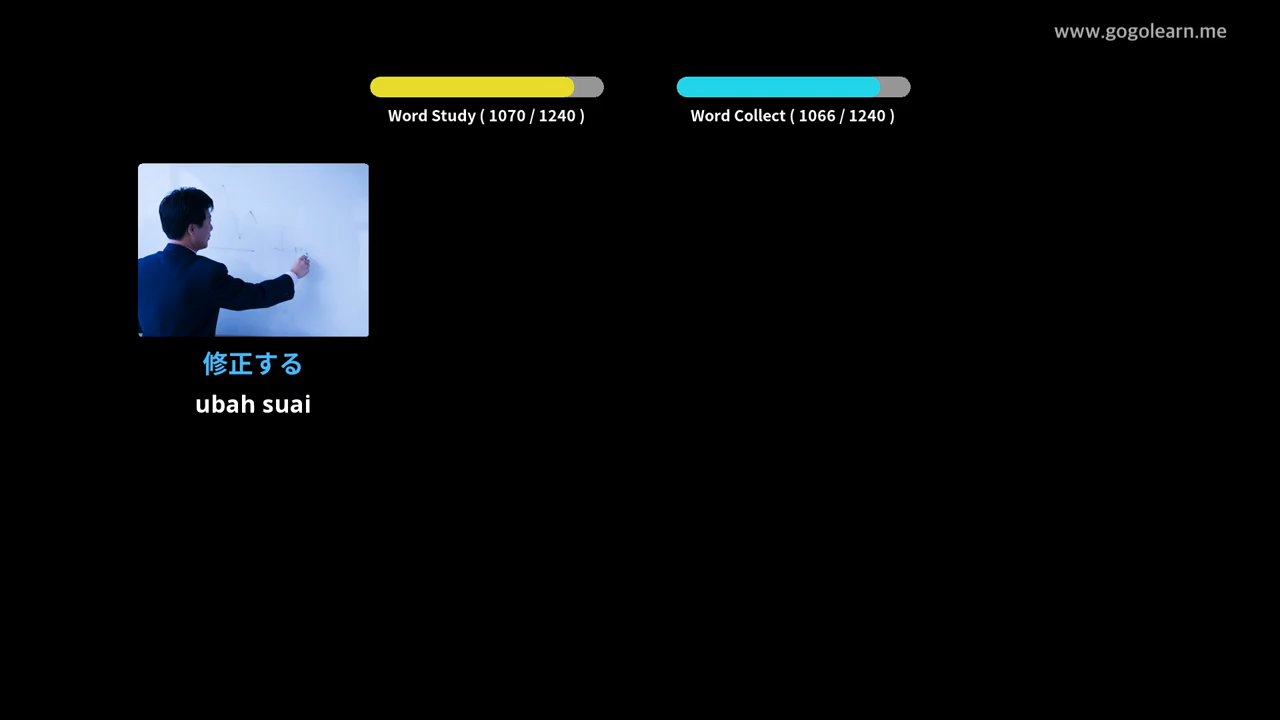 www.gogolearn.me
Word Study ( 1070 / 1240 )
Word Collect ( 1066 / 1240 )
修正する
ubah suai